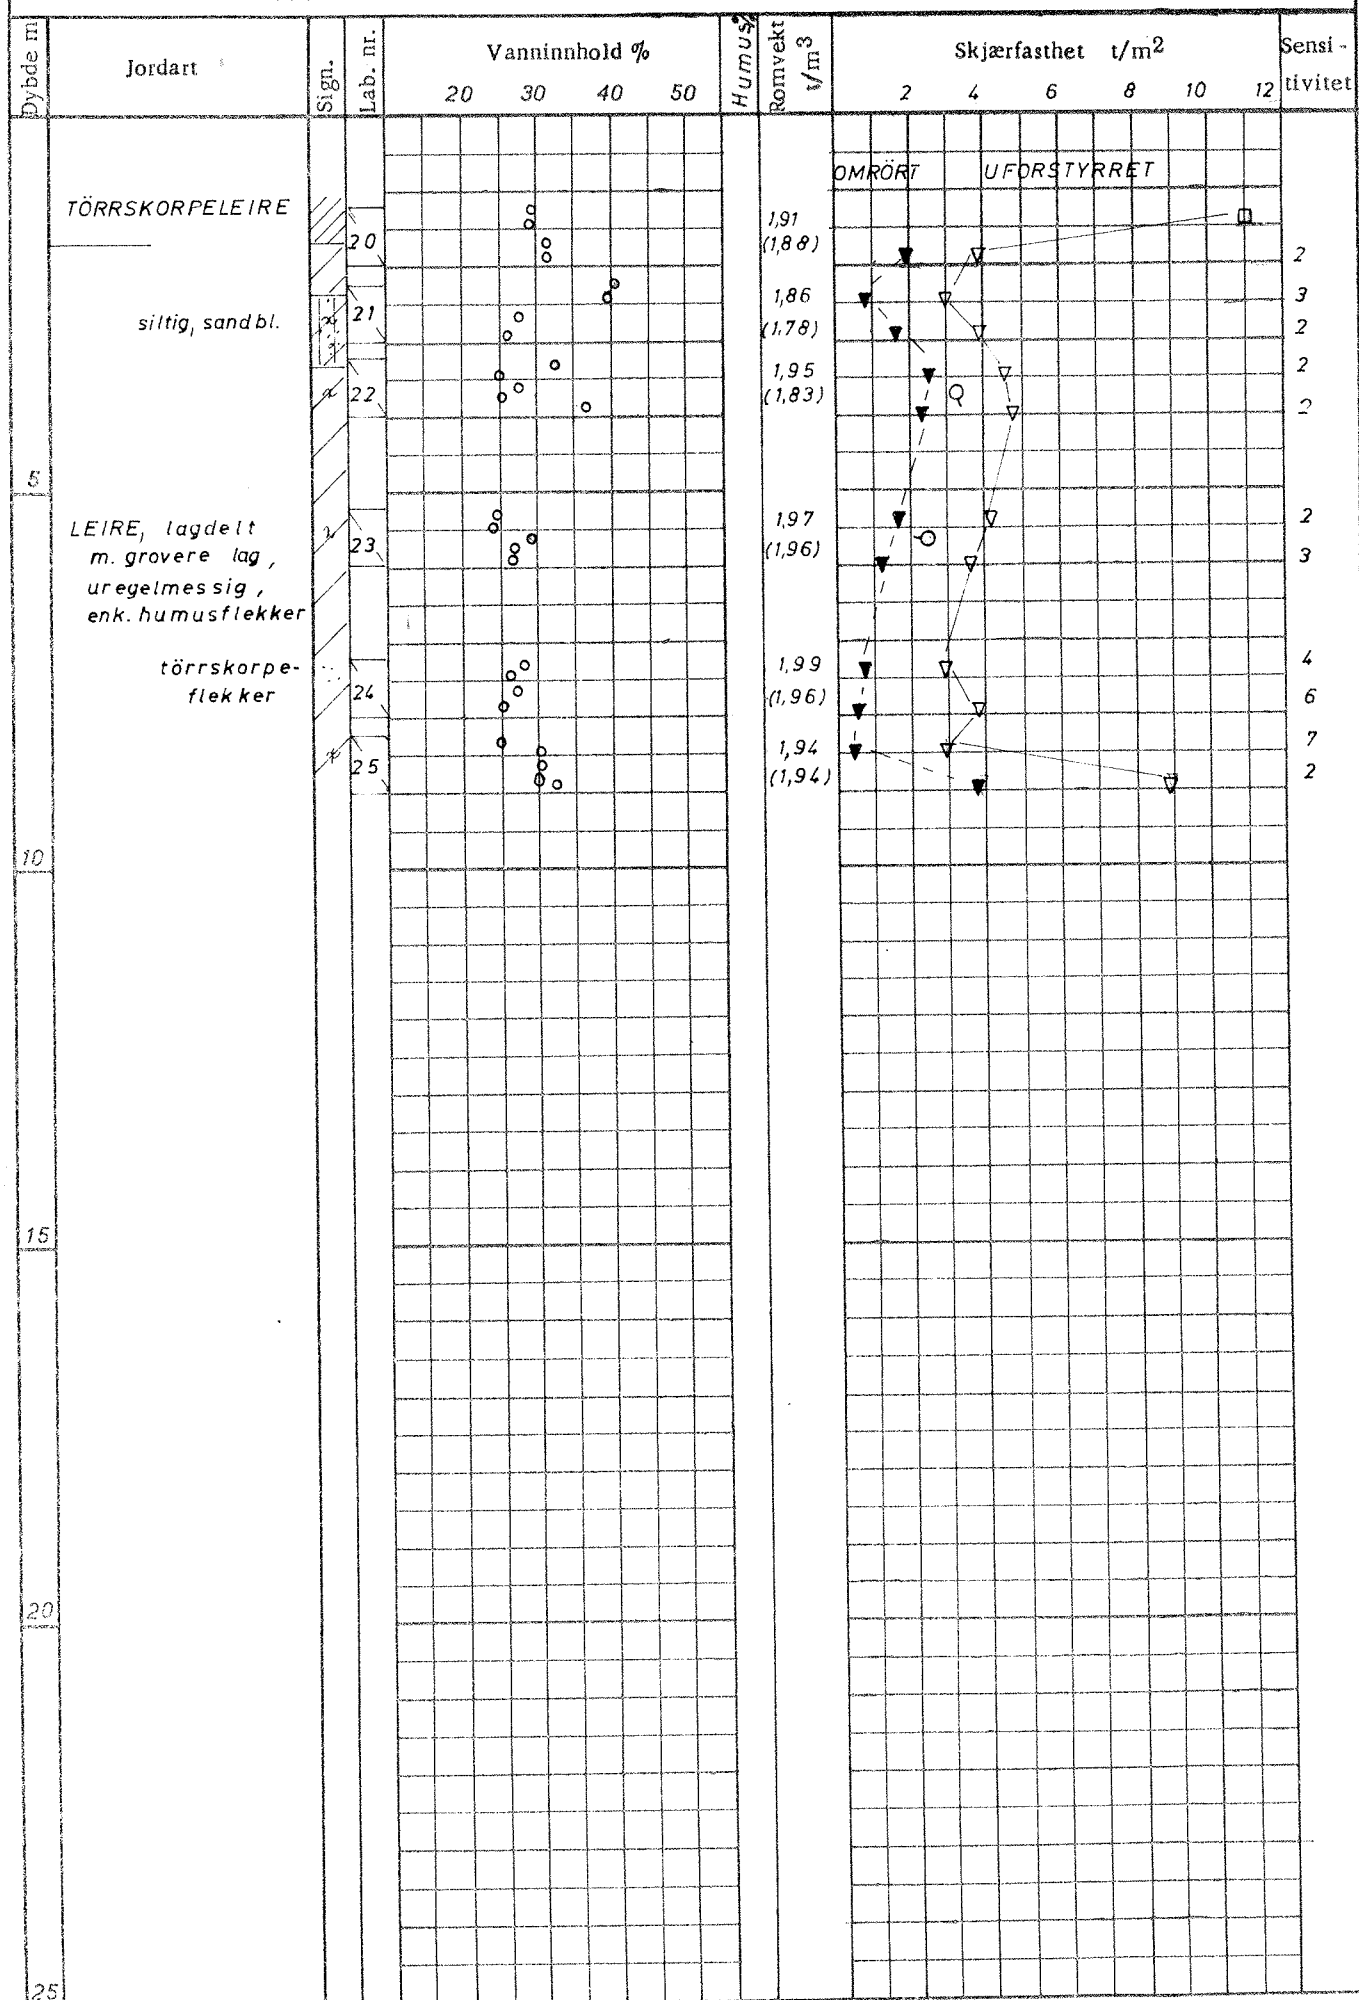 Dybde m
Jordart
Sign.
Lab. nr.
Vanninnhold %
20 30 40 50
Humus%
Romvekt t/m3
Skjærfasthet t/m2
2 4 6 8 10 12
Sensi-
tivitet
OMRÖRT UFORSTYRRET
TÖRRSKORPELEIRE
20
1,91
(1,88)
2
siltig, sandbl.
21
1,86
(1,78)
3
2
22
1,95
(1,83)
2
2
5
LEIRE, lagdelt
m. grovere lag,
uregelmessig,
enk. humusflekker
23
1,97
(1,96)
2
3
törrskorpe-
flekker
24
1,99
(1,96)
4
6
25
1,94
(1,94)
7
2
10
15
20
25